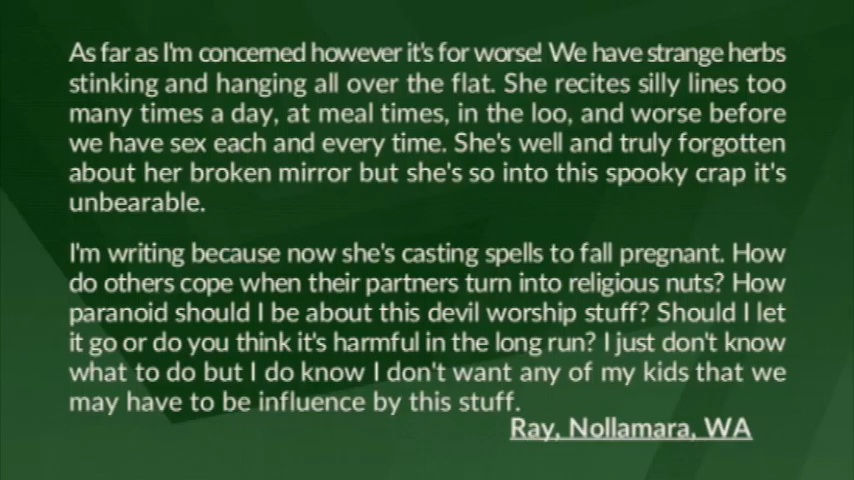 As far as I'm concerned however it's for worse! We have strange herbs
stinking and hanging all over the flat. She recites silly lines too
many times a day, at meal times, in the loo, and worse before
we have sex each and every time. She's well and truly forgotten
about her broken mirror but she's so into this spooky crap it's
unbearable.
I'm writing because now she's casting spells to fall pregnant. How
do others cope when their partners turn into religious nuts? How
paranoid should I be about this devil worship stuff? Should I let
it go or do you think it's harmful in the long run? I just don't know
what to do but I do know I don't want any of my kids that we
may have to be influence by this stuff.
Ray, Nollamara, WA